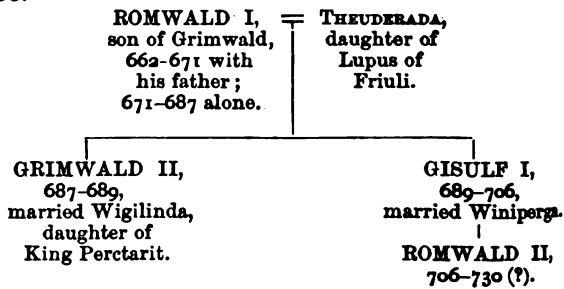 ROMWALD I, = THEUDERADA,
son of Grimwald, daughter of
662-671 with Lupus of
his father; Friuli.
671-687 alone.
GRIMWALD II, GISULF I,
687-689, 689-706,
married Wigilinda, married Winiperga.
daughter of
King Perctarit. ROMWALD II,
706-730 (?).